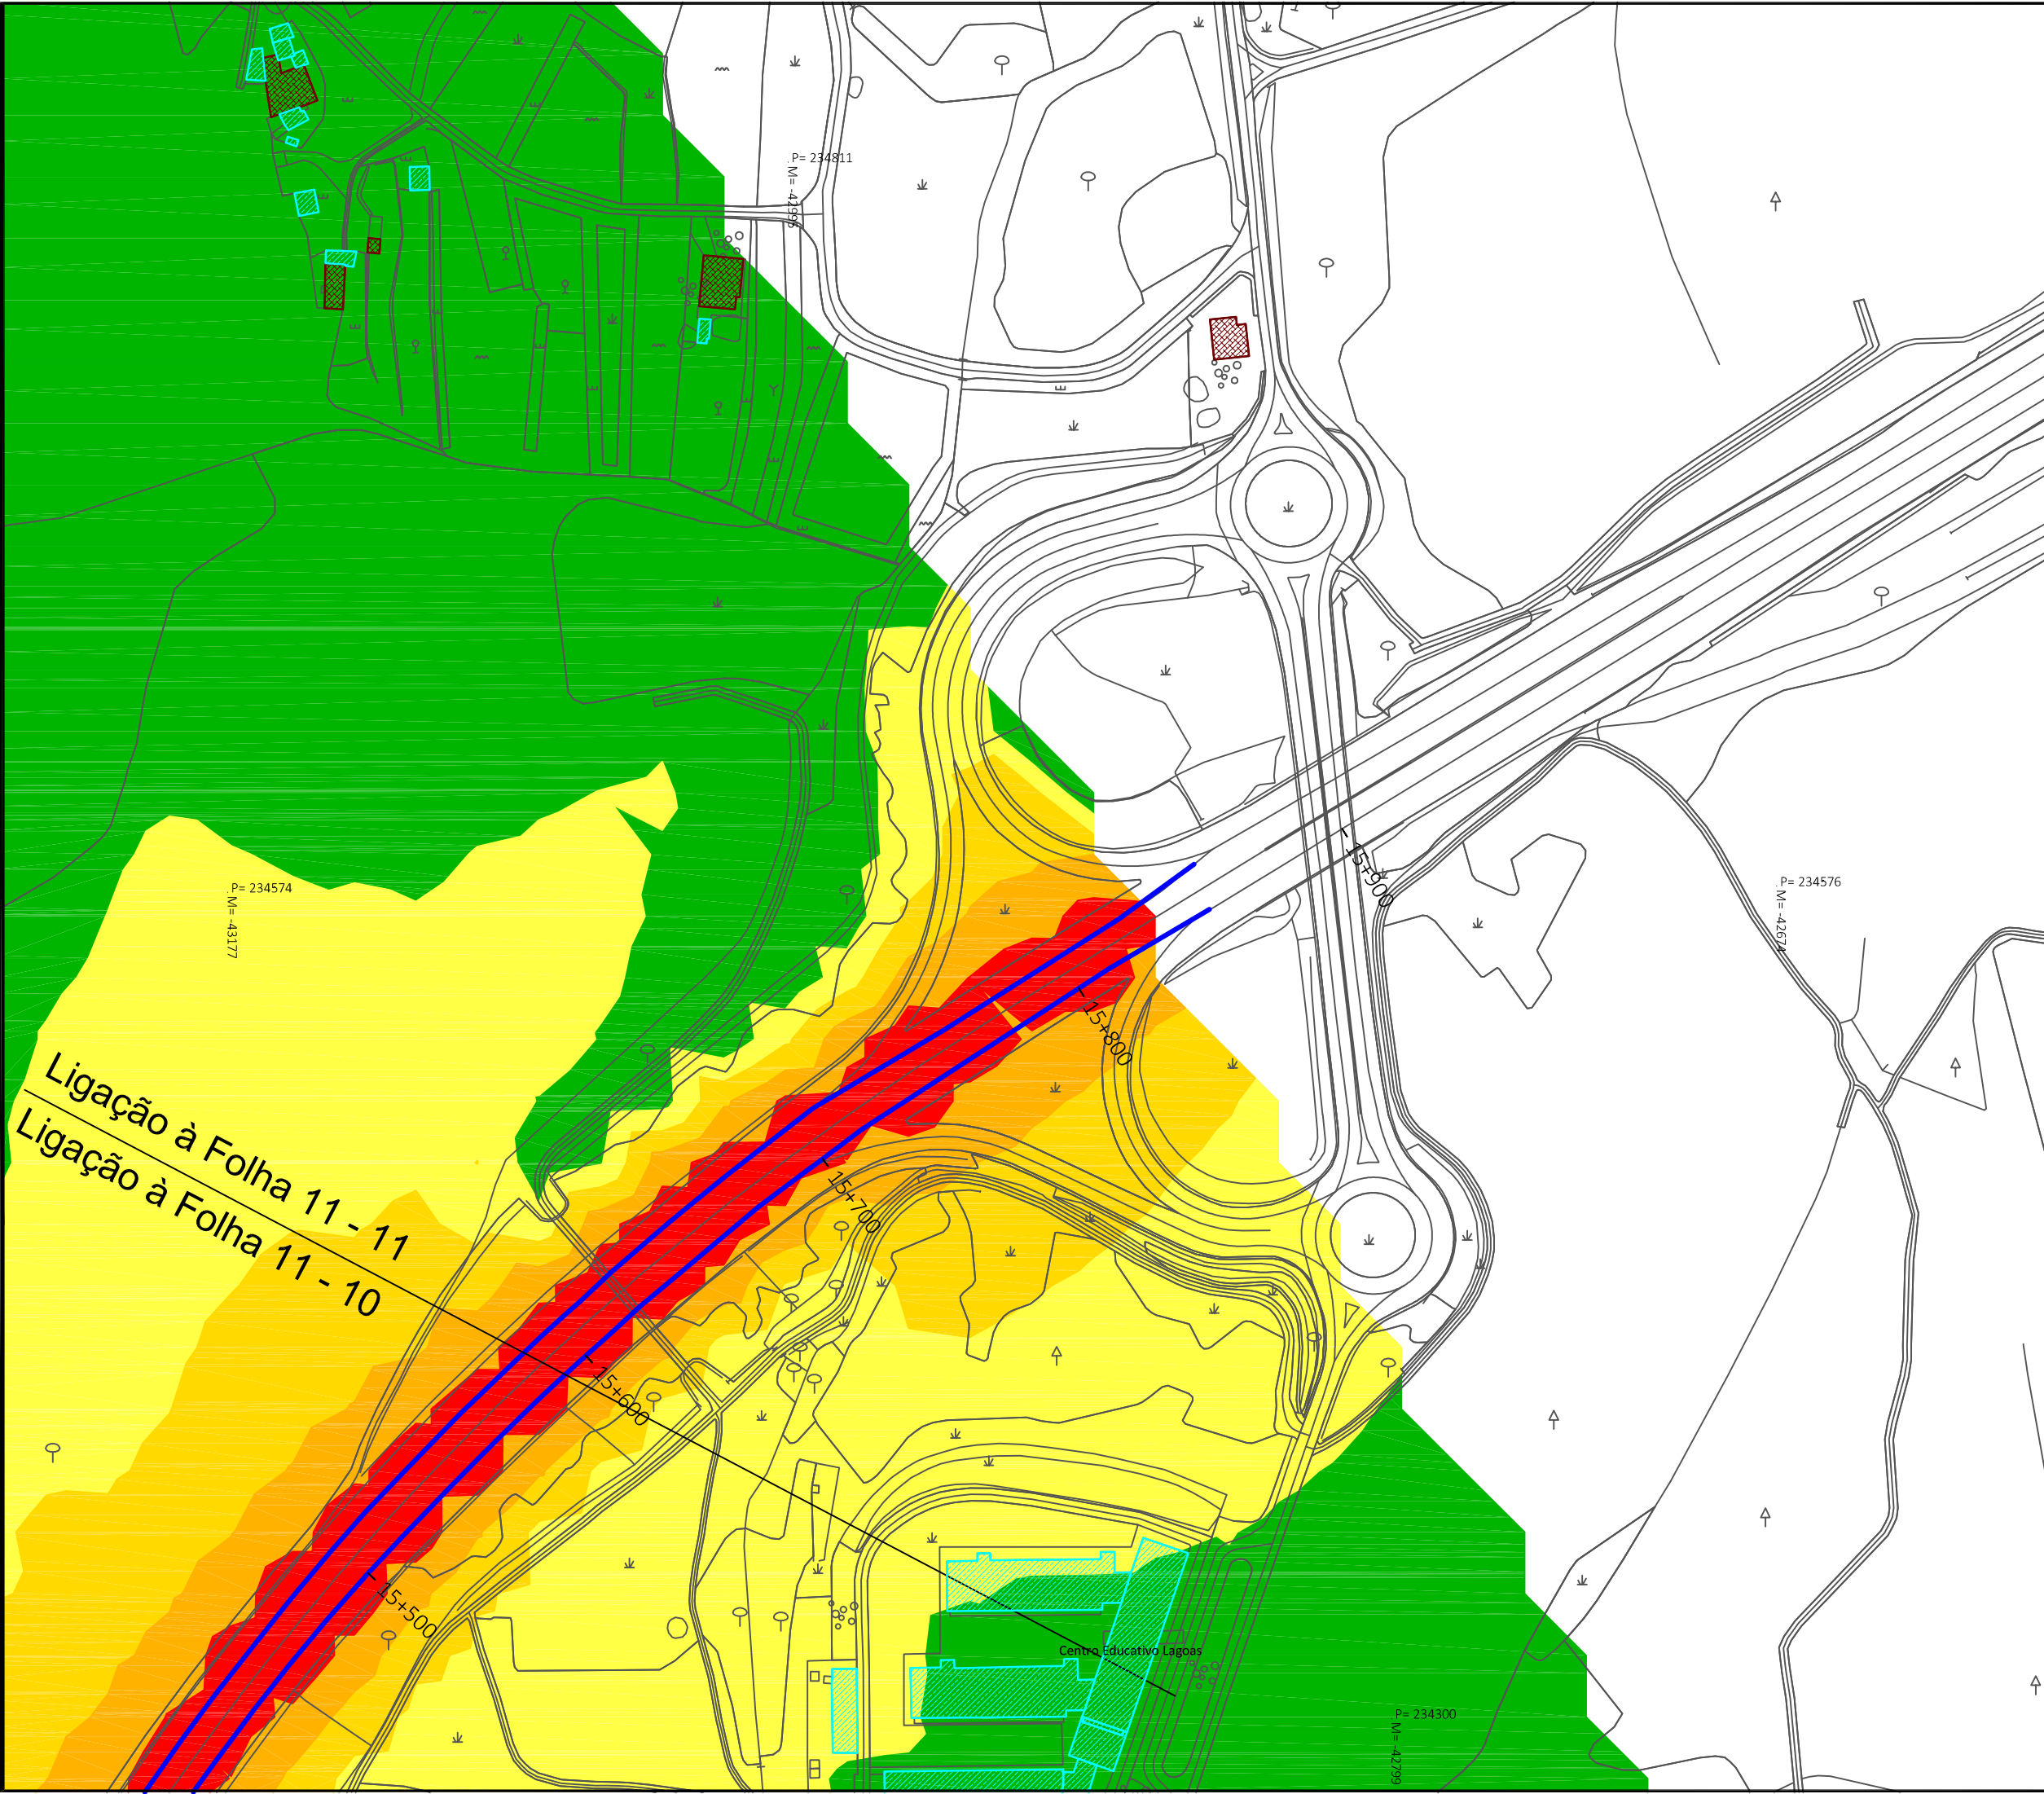 P= 234811
M= -42995
P= 234574
M= -43177
P= 234576
M= -42674
15+900
15+800
Ligação à Folha 11 - 11
Ligação à Folha 11 - 10
15+700
15+600
15+500
Centro Educativo Lagoas
P= 234300
M= -42799